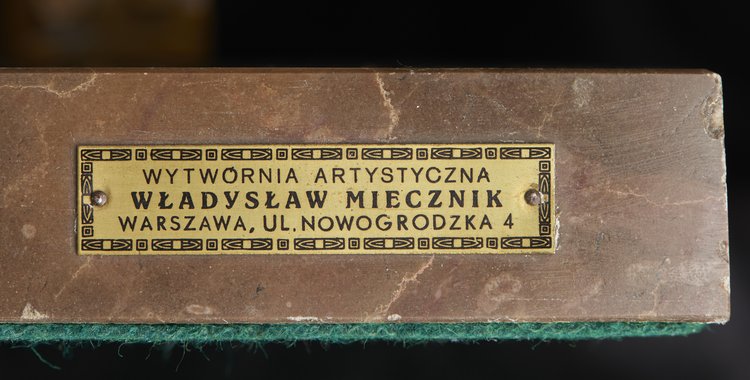 WYTWÓRNIA ARTYSTYCZNA
WŁADYSŁAW MIECZNIK
WARSZAWA, UL. NOWOGRODZKA 4